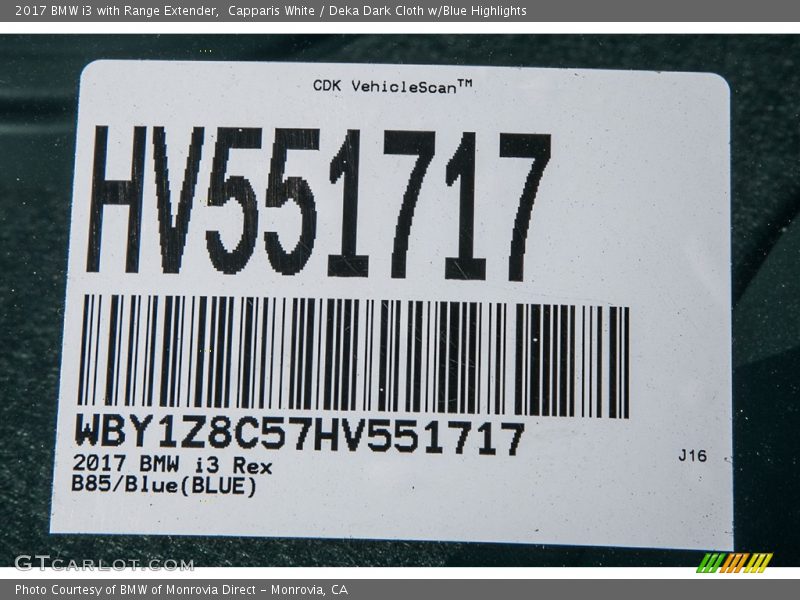 2017 BMW i3 with Range Extender, Capparis White / Deka Dark Cloth w/Blue Highlights
CDK VehicleScan™
HV551717
WBY1Z8C57HV551717
2017 BMW i3 Rex
J16
B85/Blue(BLUE)
GTCARLOT.COM
Photo Courtesy of BMW of Monrovia Direct - Monrovia, CA